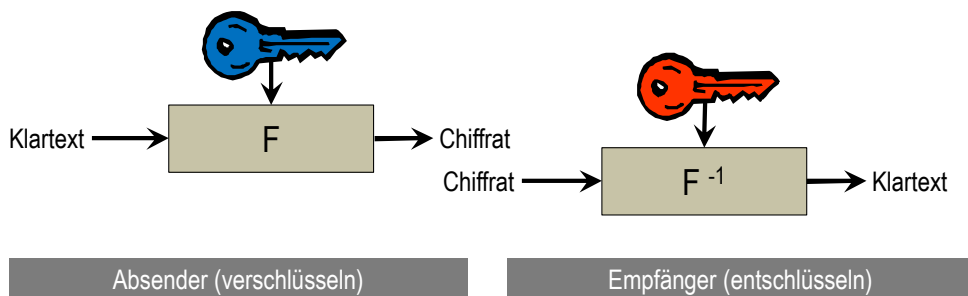 Klartext
F
Chiffrat
Chiffrat
F -1
Klartext
Absender (verschlüsseln)
Empfänger (entschlüsseln)